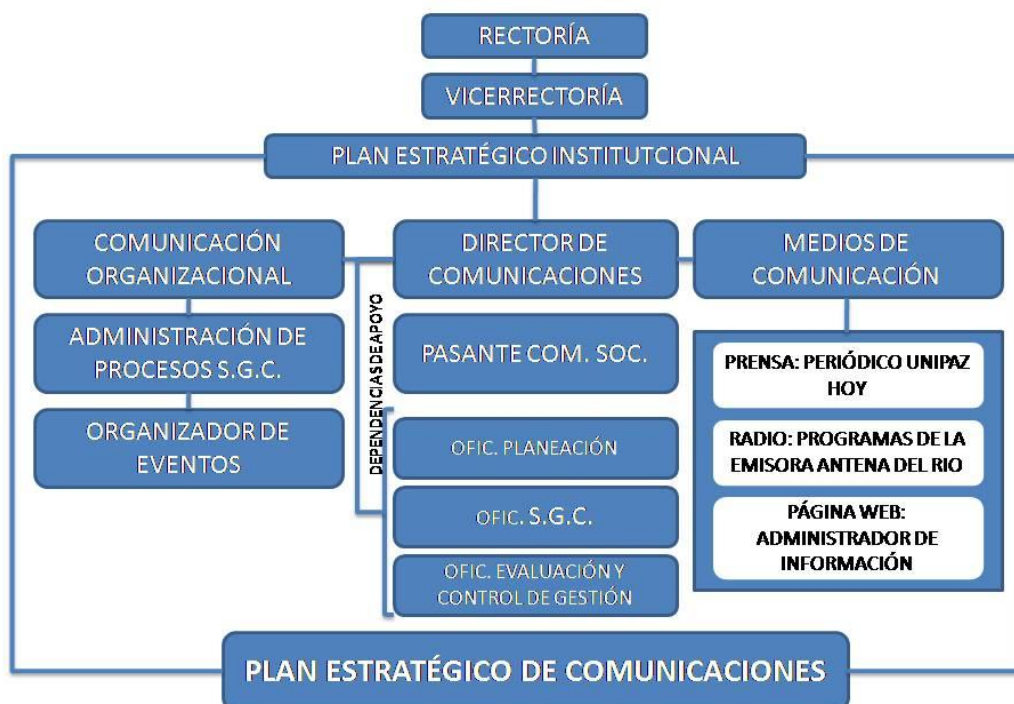 RECTORÍA
VICERRECTORÍA
PLAN ESTRATÉGICO INSTITUTCIONAL
COMUNICACIÓN
ORGANIZACIONAL
ADMINISTRACIÓN DE
PROCESOS S.G.C.
ORGANIZADOR DE
EVENTOS
DIRECTOR DE
COMUNICACIONES
DEPENDENCIAS DE APOYO
PASANTE COM. SOC.
OFIC. PLANEACIÓN
OFIC. S.G.C.
OFIC. EVALUACIÓN Y
CONTROL DE GESTIÓN
MEDIOS DE
COMUNICACIÓN
PRENSA: PERIÓDICO UNIPAZ
HOY
RADIO: PROGRAMAS DE LA
EMISORA ANTENA DEL RIO
PÁGINA WEB:
ADMINISTRADOR DE
INFORMACIÓN
PLAN ESTRATÉGICO DE COMUNICACIONES